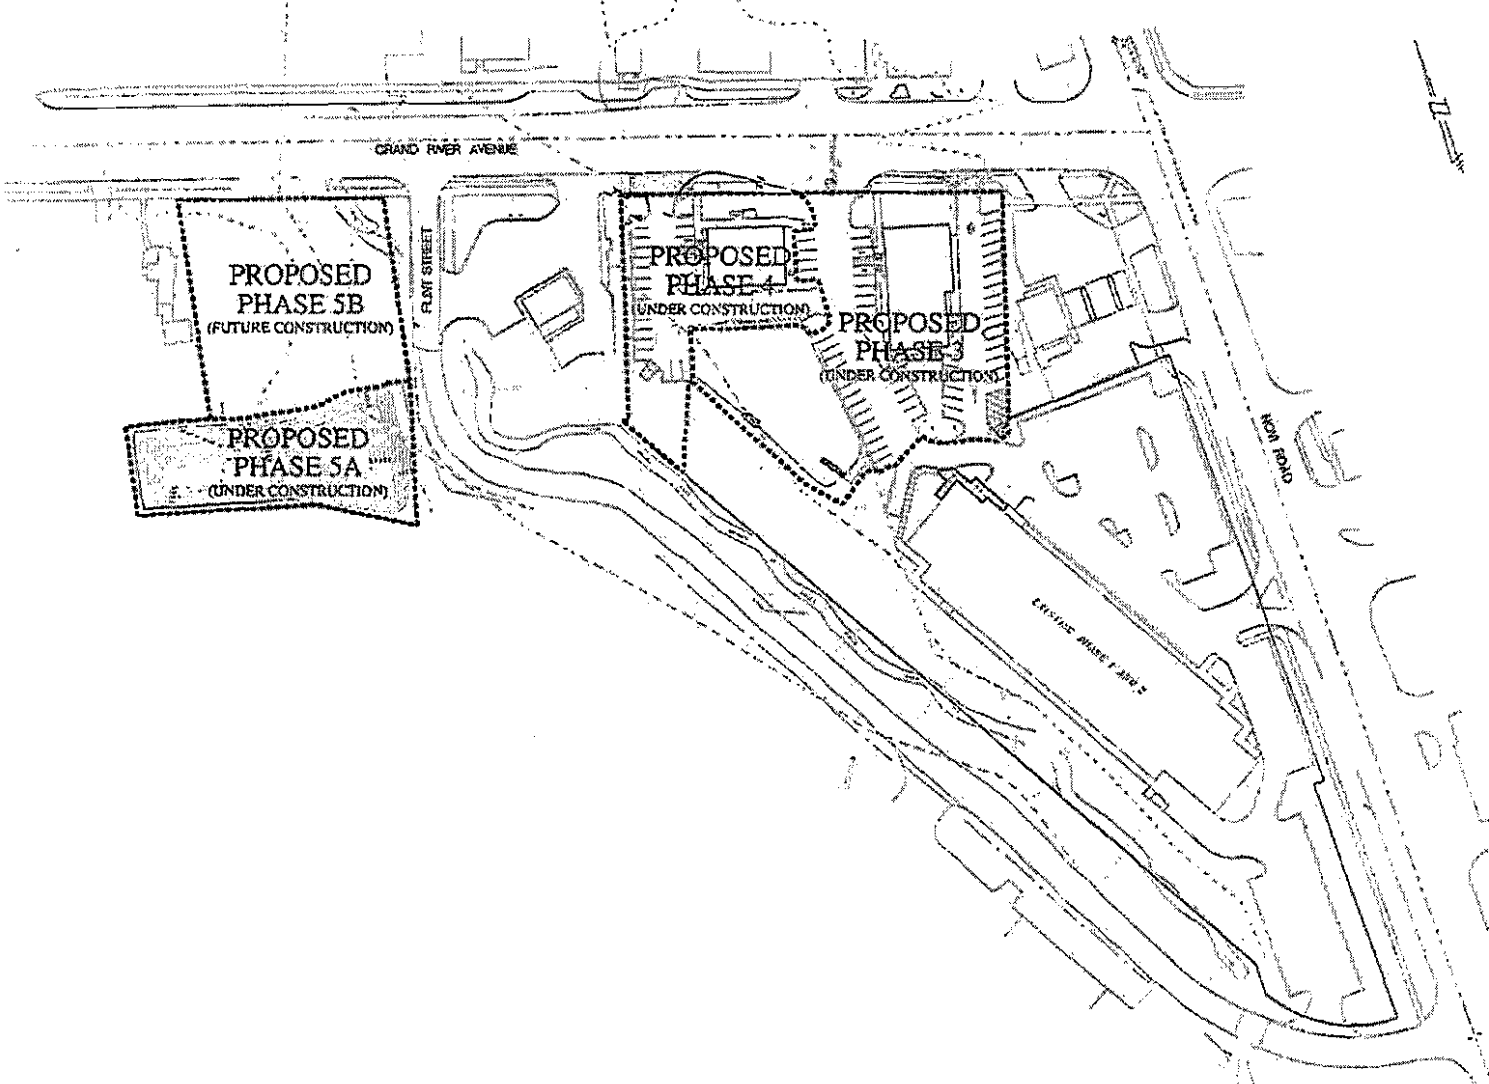 GRAND RIVER AVENUE
FLINT STREET
PROPOSED
PHASE 5B
(FUTURE CONSTRUCTION)
PROPOSED
PHASE 4
(UNDER CONSTRUCTION)
PROPOSED
PHASE 3
(UNDER CONSTRUCTION)
PROPOSED
PHASE 5A
(UNDER CONSTRUCTION)
NOVI ROAD
Z